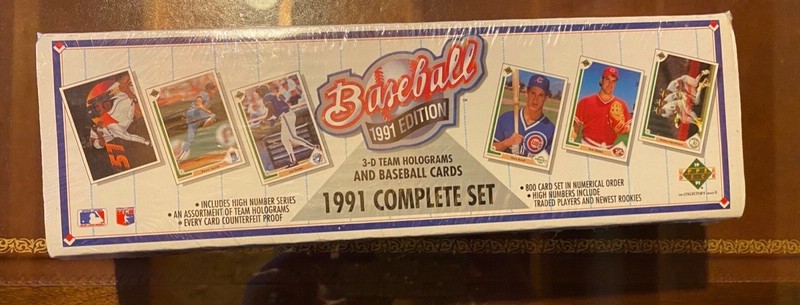 Baseball
1991 EDITION
3-D TEAM HOLOGRAMS
AND BASEBALL CARDS
1991 COMPLETE SET
• INCLUDES HIGH NUMBER SERIES
• AN ASSORTMENT OF TEAM HOLOGRAMS
• EVERY CARD COUNTERFEIT PROOF
• 800 CARD SET IN NUMERICAL ORDER
• HIGH NUMBERS INCLUDE
TRADED PLAYERS AND NEWEST ROOKIES
51